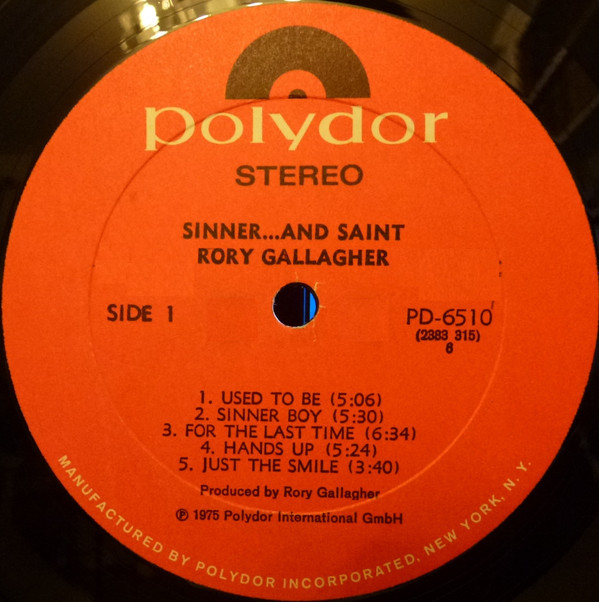 polydor
STEREO
SINNER...AND SAINT
RORY GALLAGHER
SIDE 1
PD-6510
(2383 315)
6
1. USED TO BE (5:06)
2. SINNER BOY (5:30)
3. FOR THE LAST TIME (6:34)
4. HANDS UP (5:24)
5. JUST THE SMILE (3:40)
Produced by Rory Gallagher
℗ 1975 Polydor International GmbH
MANUFACTURED BY POLYDOR INCORPORATED, NEW YORK, N. Y.